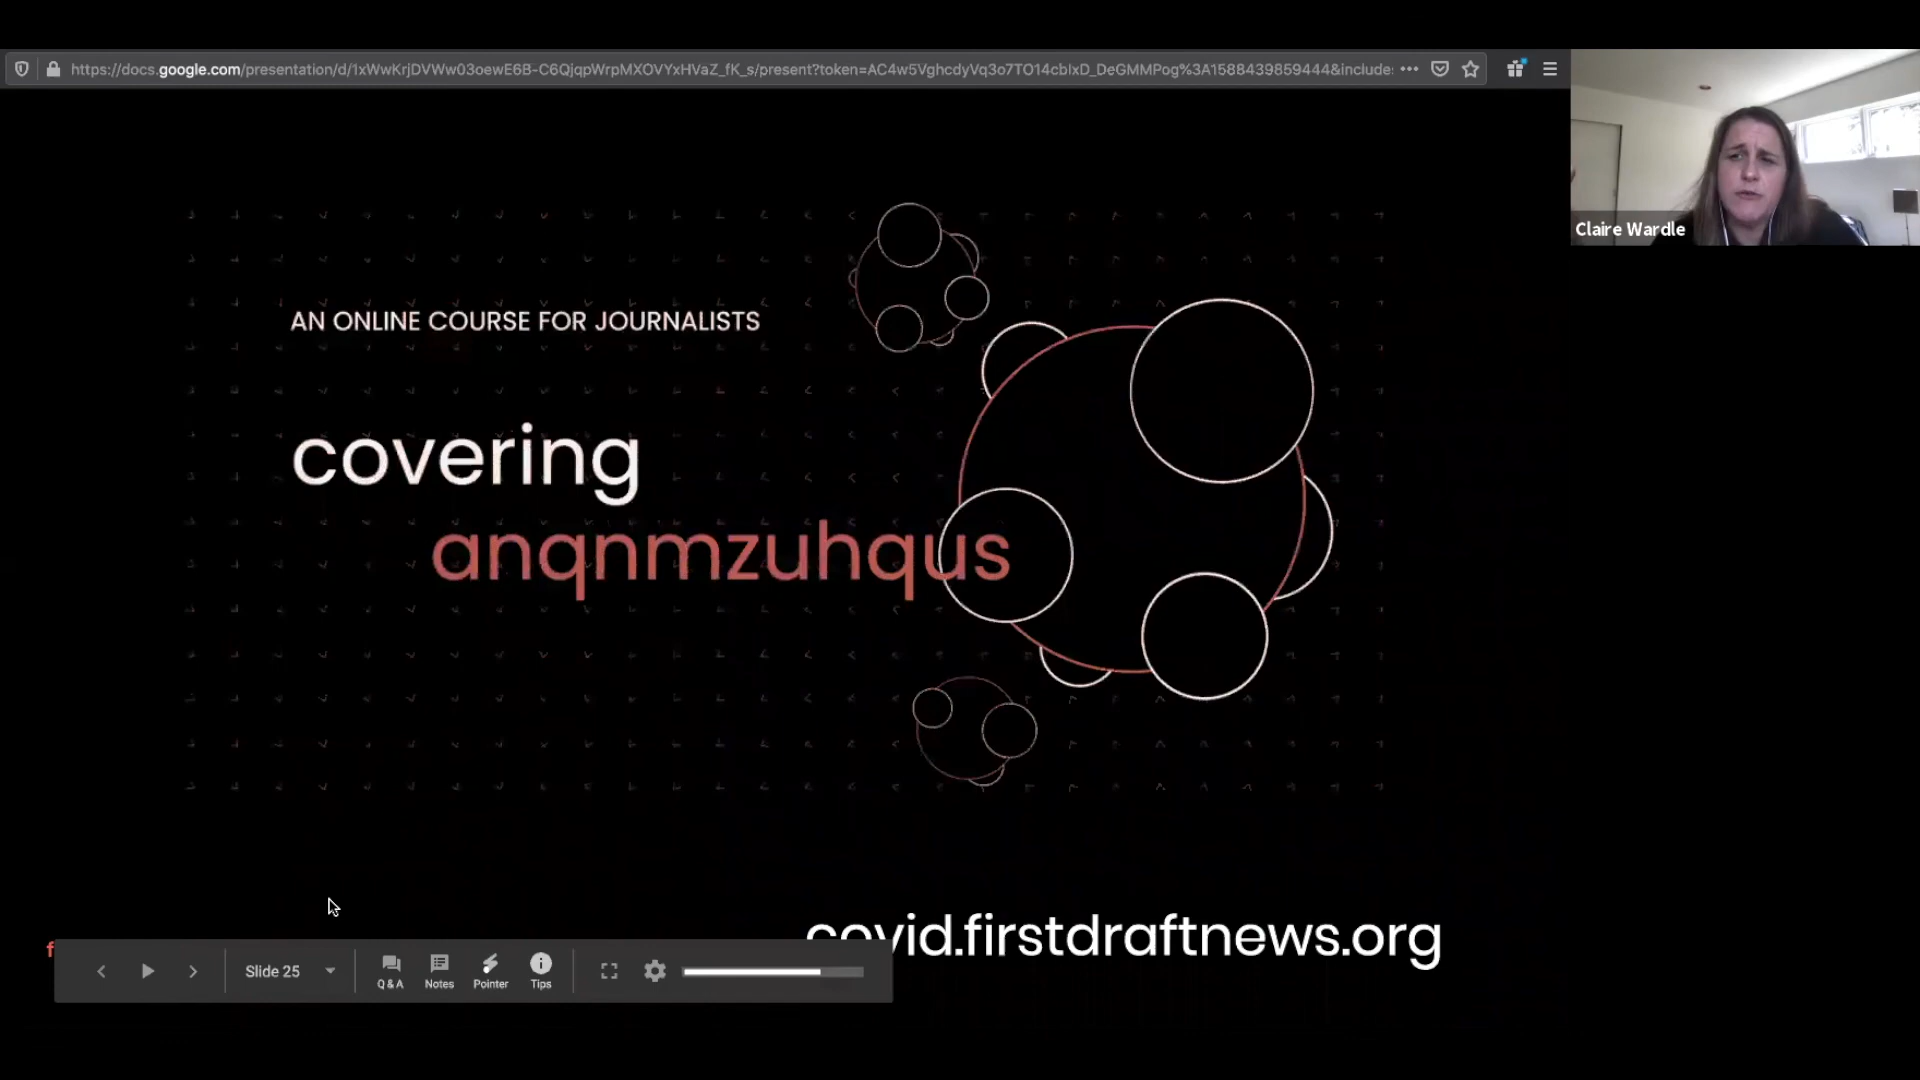 https://docs.google.com/presentation/d/1xWwKrjDVWw03oewE6B-C6QjqpWrpMXOVYxHVaZ_fK_s/present?token=AC4w5VghcdyVq3o7TO14cblxD_DeGMMPog%3A1588439859444&include
Claire Wardle
AN ONLINE COURSE FOR JOURNALISTS
covering
anqnmzuhqus
covid.firstdraftnews.org
f
Slide 25
Q&A
Notes
Pointer
Tips